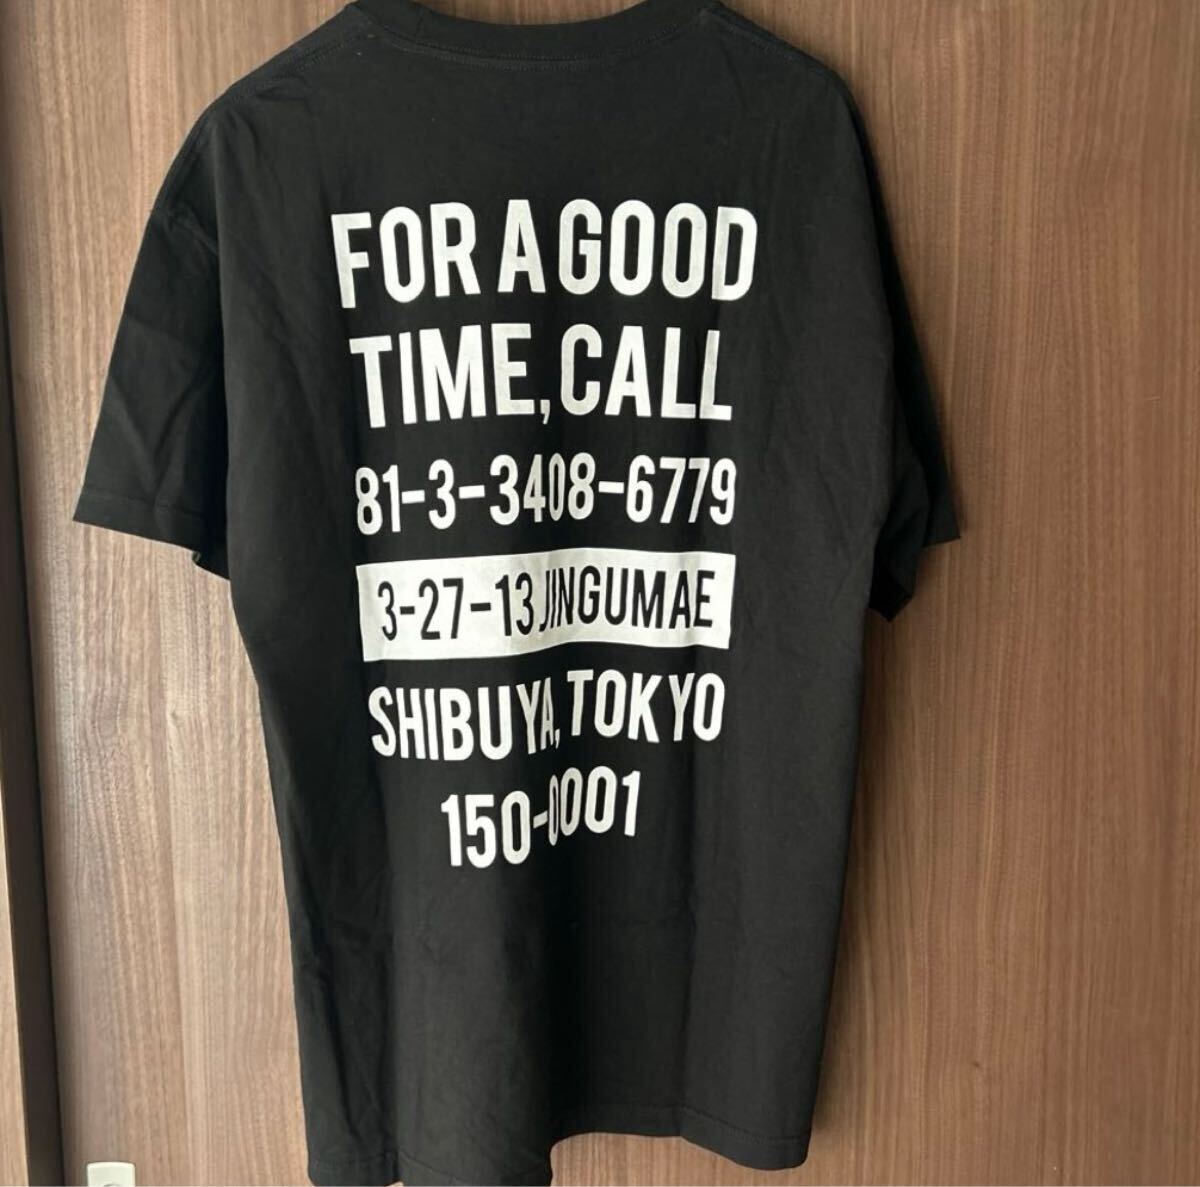 FOR A GOOD
TIME, CALL
81-3-3408-6779
3-27-13 JINGUMAE
SHIBUYA, TOKYO
150-0001